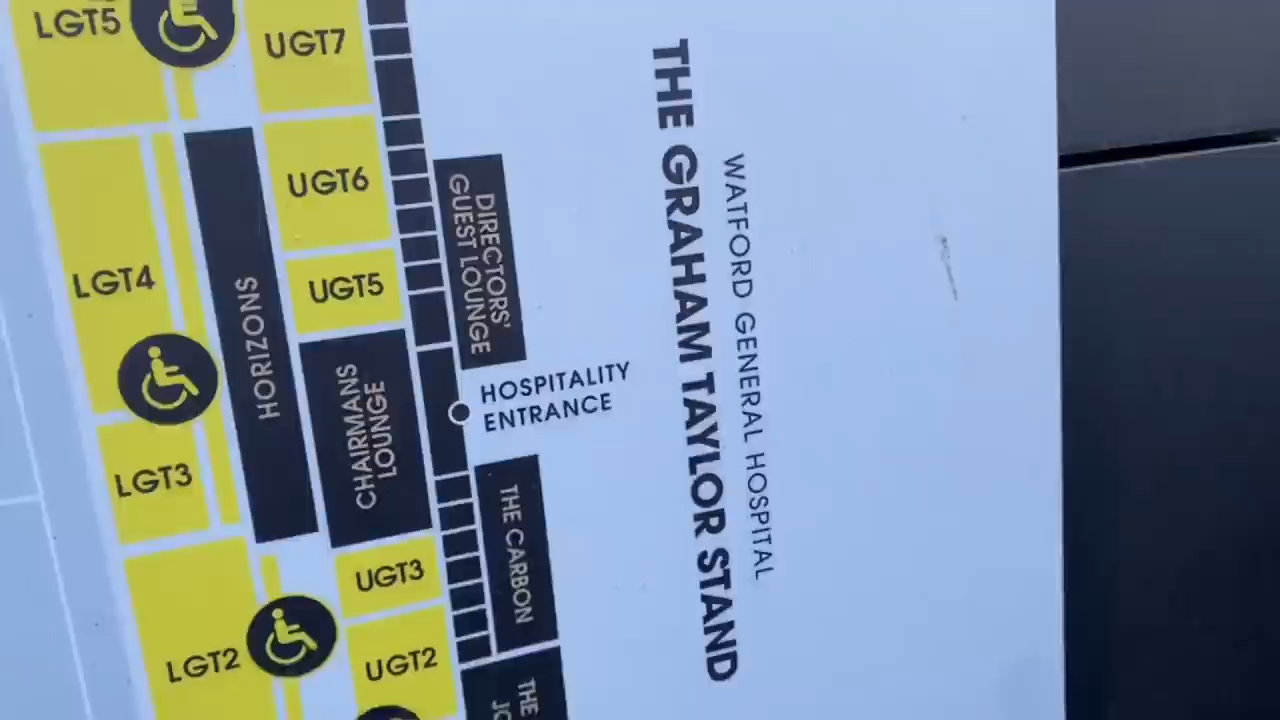 LGT5
UGT7
UGT6
LGT4
UGT5
HORIZONS
CHAIRMANS
LOUNGE
LGT3
UGT3
LGT2
UGT2
DIRECTORS'
GUEST LOUNGE
HOSPITALITY
ENTRANCE
THE CARBON
THE
THE GRAHAM TAYLOR STAND
WATFORD GENERAL HOSPITAL